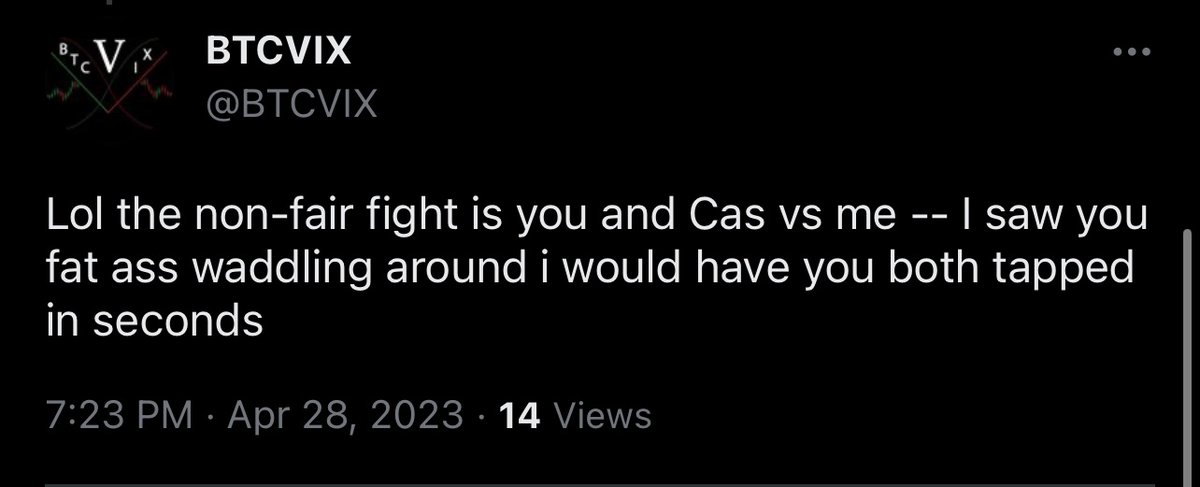 BTCVIX
BTCVIX
@BTCVIX
Lol the non-fair fight is you and Cas vs me -- I saw you
fat ass waddling around i would have you both tapped
in seconds
7:23 PM · Apr 28, 2023 · 14 Views